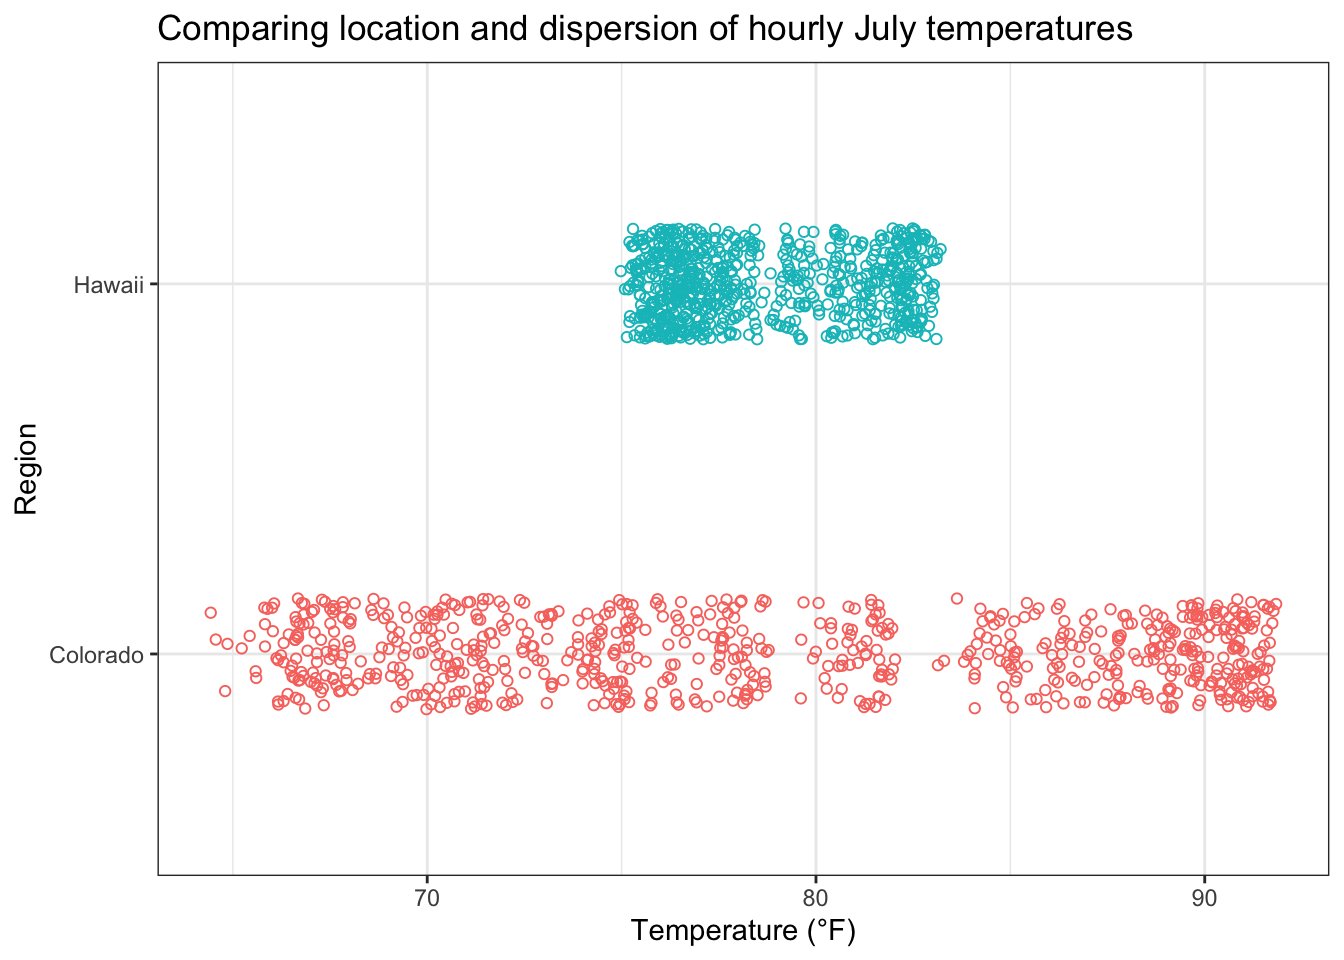 Comparing location and dispersion of hourly July temperatures
Hawaii
Region
Colorado
70 80 90
Temperature (°F)